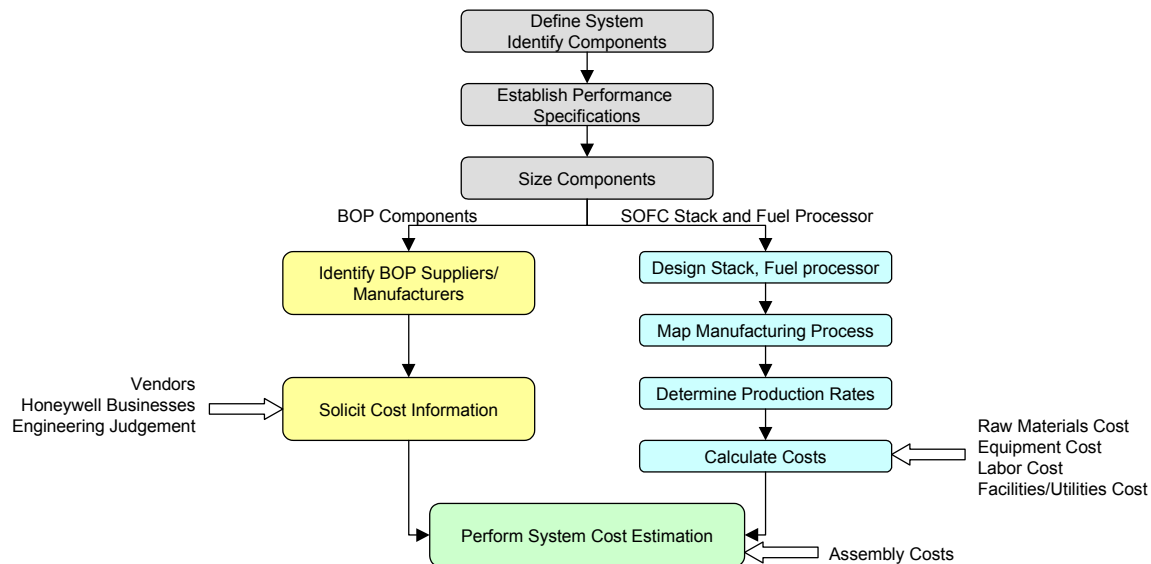 Define System
Identify Components
Establish Performance
Specifications
Size Components
BOP Components
SOFC Stack and Fuel Processor
Identify BOP Suppliers/
Manufacturers
Design Stack, Fuel processor
Map Manufacturing Process
Vendors
Honeywell Businesses
Engineering Judgement
Solicit Cost Information
Determine Production Rates
Calculate Costs
Raw Materials Cost
Equipment Cost
Labor Cost
Facilities/Utilities Cost
Perform System Cost Estimation
Assembly Costs